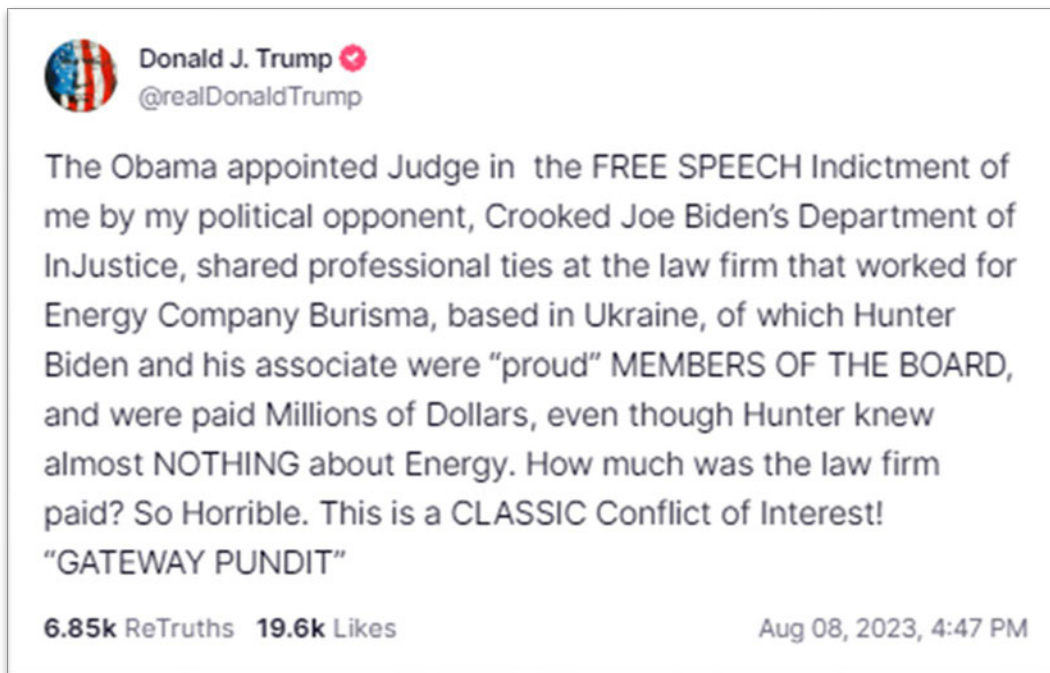 Donald J. Trump
@realDonaldTrump
The Obama appointed Judge in  the FREE SPEECH Indictment of
me by my political opponent, Crooked Joe Biden’s Department of
InJustice, shared professional ties at the law firm that worked for
Energy Company Burisma, based in Ukraine, of which Hunter
Biden and his associate were “proud” MEMBERS OF THE BOARD,
and were paid Millions of Dollars, even though Hunter knew
almost NOTHING about Energy. How much was the law firm
paid? So Horrible. This is a CLASSIC Conflict of Interest!
“GATEWAY PUNDIT”
6.85k ReTruths 19.6k Likes Aug 08, 2023, 4:47 PM